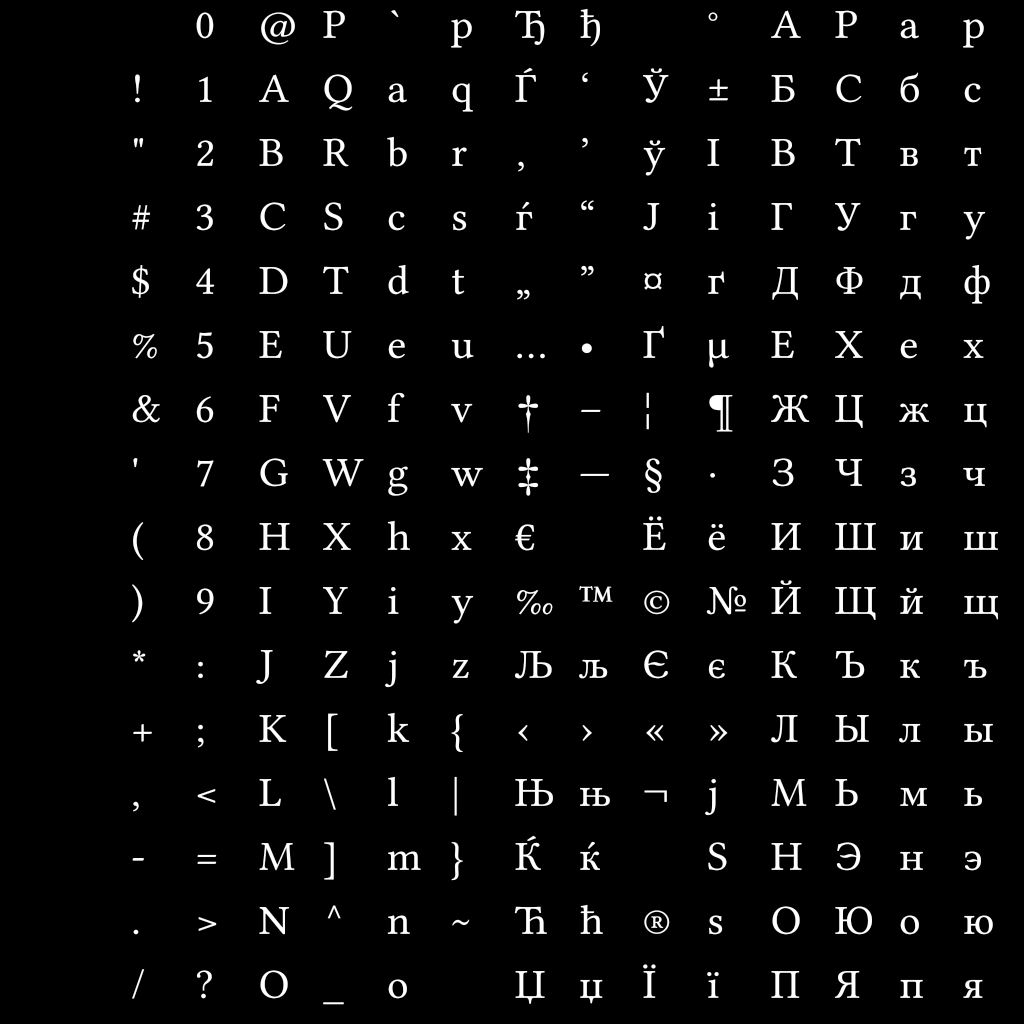 0 @ P ` p Ђ ђ ° А Р а р
! 1 A Q a q Ѓ ‘ Ў ± Б С б с
" 2 B R b r ‚ ’ ў І В Т в т
# 3 C S c s ѓ “ Ј і Г У г у
$ 4 D T d t „ ” ¤ ґ Д Ф д ф
% 5 E U e u … • Ґ µ Е Х е х
& 6 F V f v † – ¦ ¶ Ж Ц ж ц
' 7 G W g w ‡ — § · З Ч з ч
( 8 H X h x € Ё ё И Ш и ш
) 9 I Y i y ‰ ™ © № Й Щ й щ
* : J Z j z Љ љ Є є К Ъ к ъ
+ ; K [ k { ‹ › « » Л Ы л ы
, < L \ l | Њ њ ¬ ј М Ь м ь
- = M ] m } Ќ ќ Ѕ Н Э н э
. > N ^ n ~ Ћ ћ ® ѕ О Ю о ю
/ ? O _ o Џ џ Ї ї П Я п я